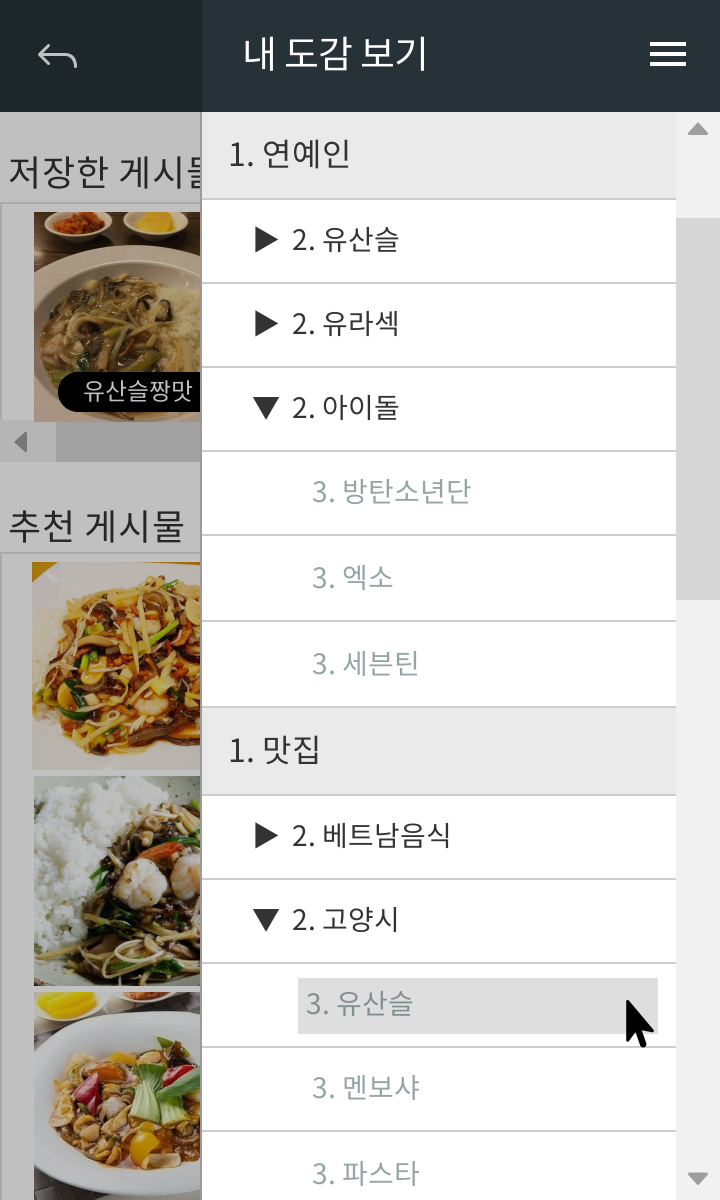 내 도감 보기
저장한 게시물
유산슬짱맛
추천 게시물
1. 연예인
▶ 2. 유산슬
▶ 2. 유라섹
▼ 2. 아이돌
3. 방탄소년단
3. 엑소
3. 세븐틴
1. 맛집
▶ 2. 베트남음식
▼ 2. 고양시
3. 유산슬
3. 멘보샤
3. 파스타